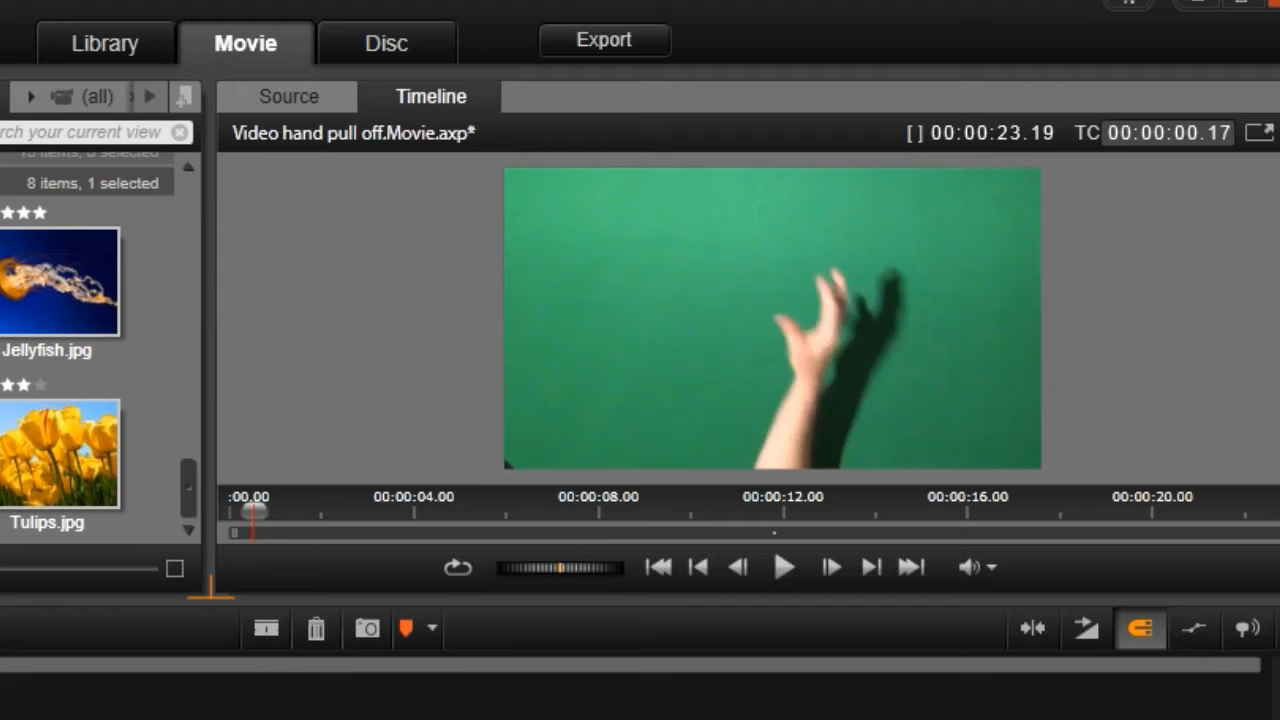 Library Movie Disc Export
(all)
Source Timeline
rch your current view
Video hand pull off.Movie.axp* [] 00:00:23.19 TC 00:00:00.17
8 items, 1 selected
Jellyfish.jpg
Tulips.jpg
:00.00 00:00:04.00 00:00:08.00 00:00:12.00 00:00:16.00 00:00:20.00